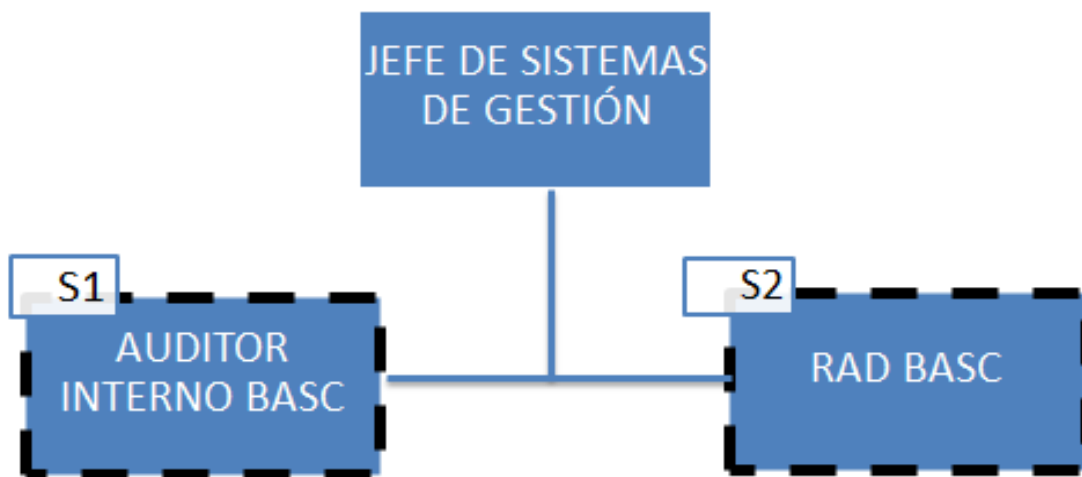 JEFE DE SISTEMAS
DE GESTIÓN
S1
AUDITOR
INTERNO BASC
S2
RAD BASC